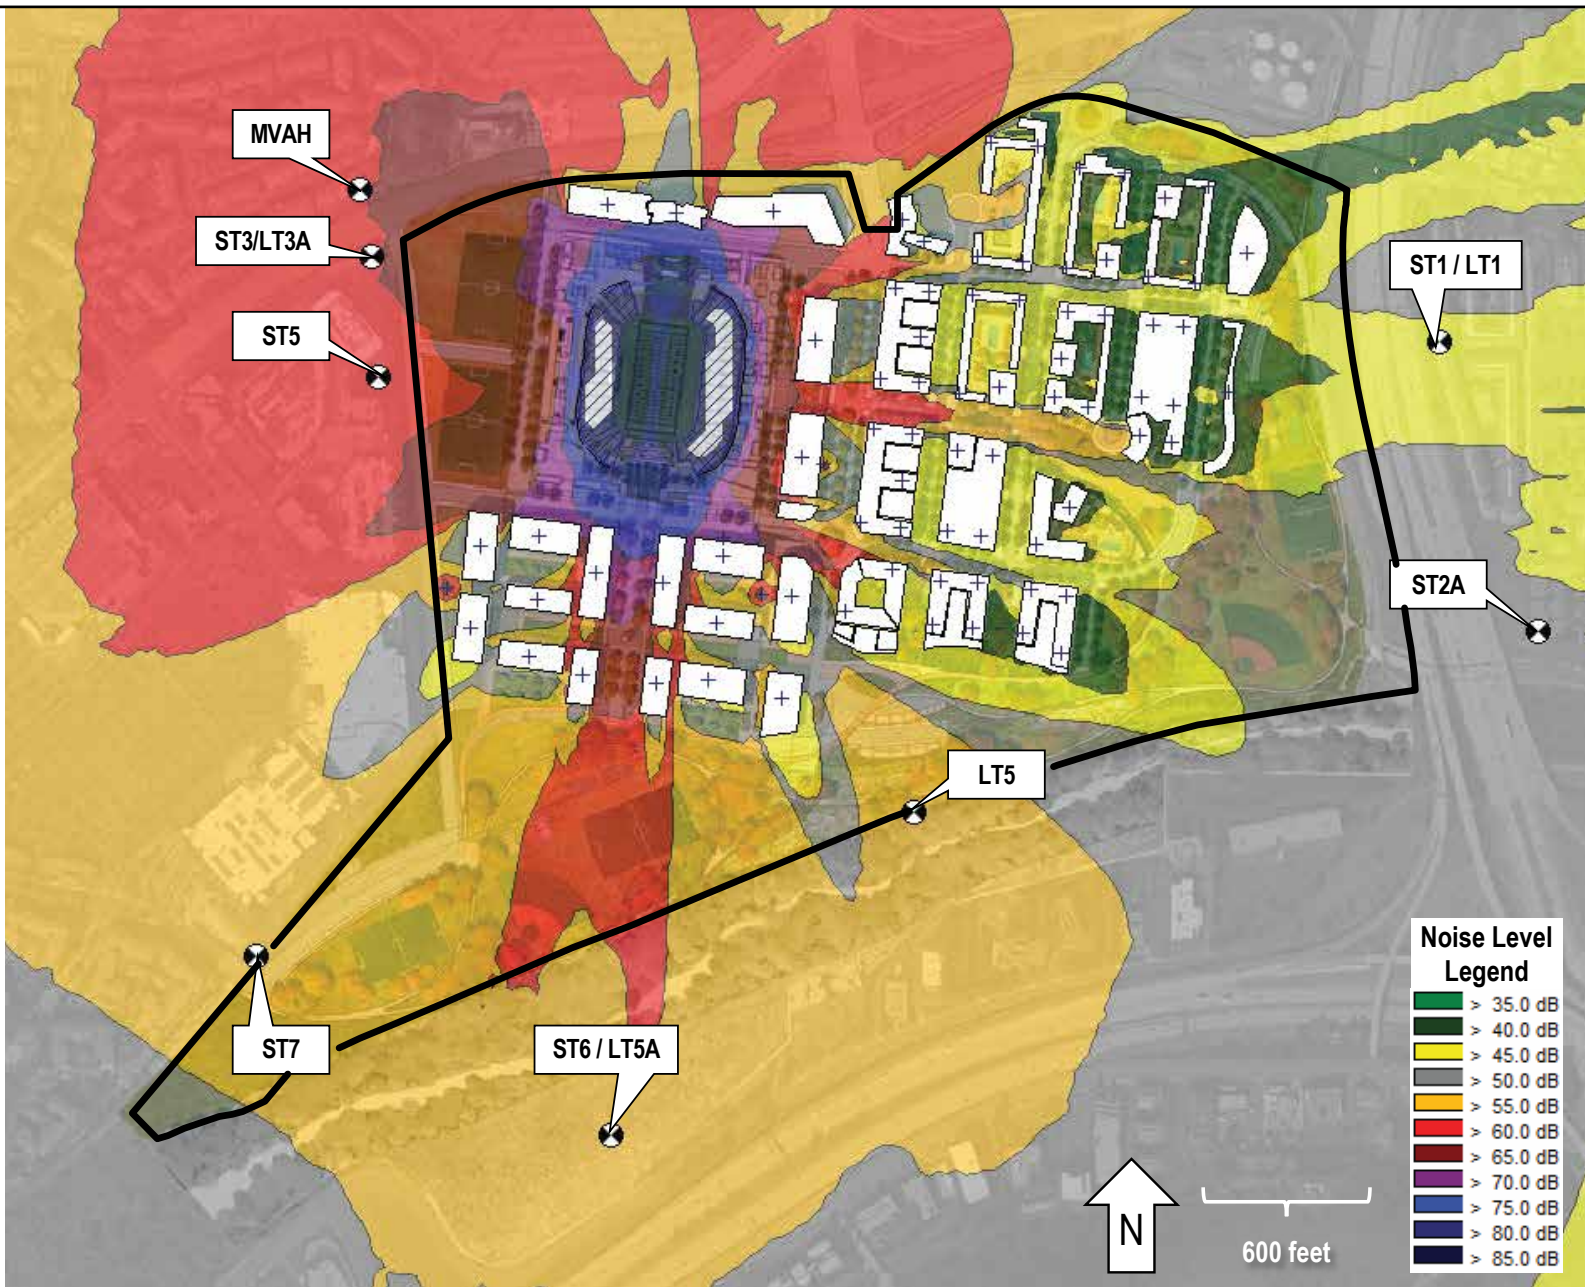 MVAH
ST3/LT3A
ST5
ST1 / LT1
ST2A
LT5
ST7
ST6 / LT5A
N
600 feet
Noise Level
Legend
> 35.0 dB
> 40.0 dB
> 45.0 dB
> 50.0 dB
> 55.0 dB
> 60.0 dB
> 65.0 dB
> 70.0 dB
> 75.0 dB
> 80.0 dB
> 85.0 dB